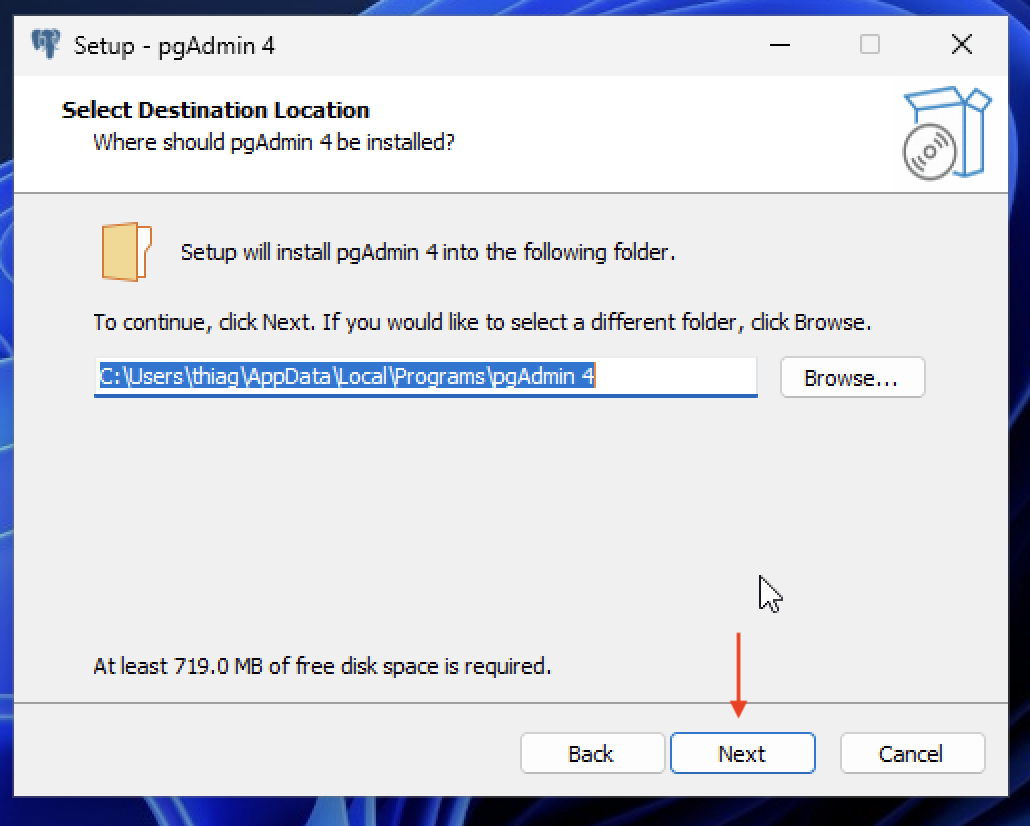 Setup - pgAdmin 4
Select Destination Location
Where should pgAdmin 4 be installed?
Setup will install pgAdmin 4 into the following folder.
To continue, click Next. If you would like to select a different folder, click Browse.
C:\Users\thiag\AppData\Local\Programs\pgAdmin 4
Browse...
At least 719.0 MB of free disk space is required.
Back
Next
Cancel